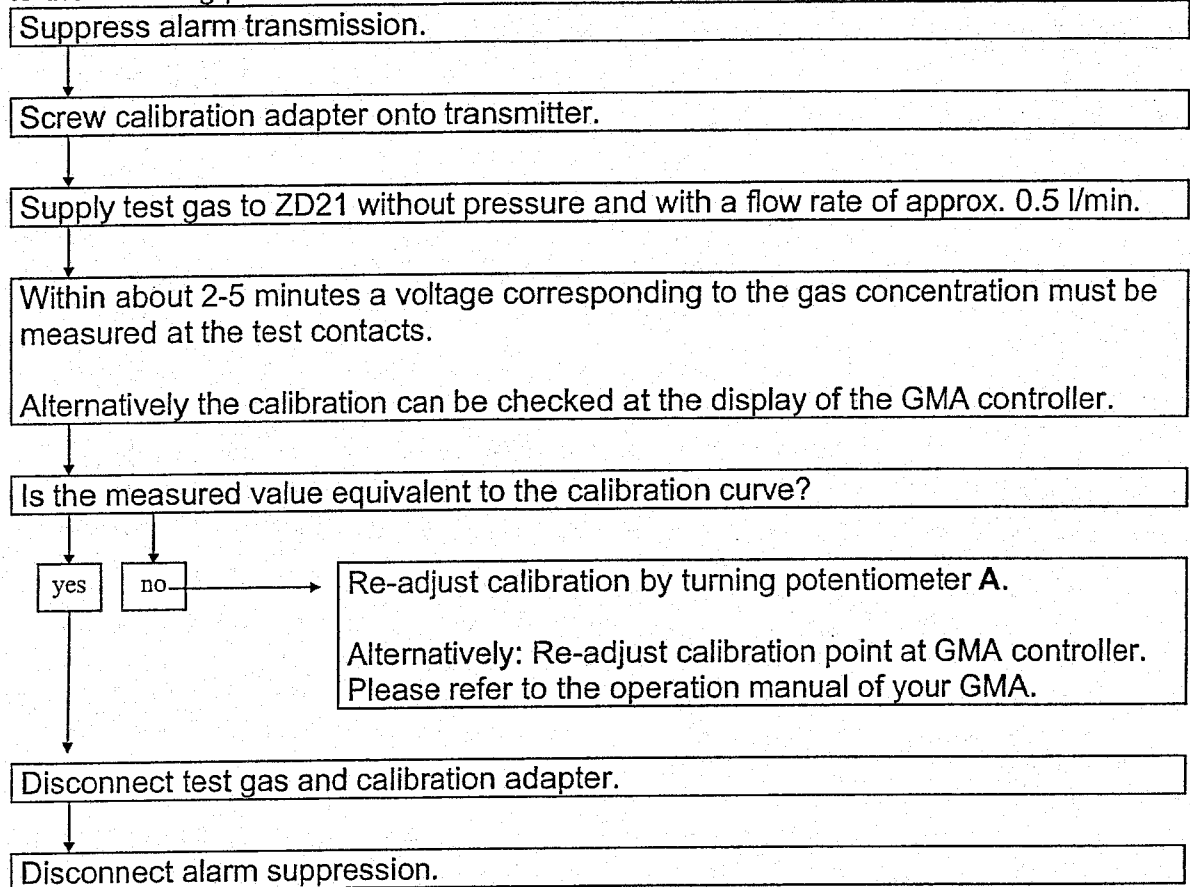 Suppress alarm transmission.
Screw calibration adapter onto transmitter.
Supply test gas to ZD21 without pressure and with a flow rate of approx. 0.5 l/min.
Within about 2-5 minutes a voltage corresponding to the gas concentration must be
measured at the test contacts.
Alternatively the calibration can be checked at the display of the GMA controller.
Is the measured value equivalent to the calibration curve?
yes no
Re-adjust calibration by turning potentiometer A.
Alternatively: Re-adjust calibration point at GMA controller.
Please refer to the operation manual of your GMA.
Disconnect test gas and calibration adapter.
Disconnect alarm suppression.